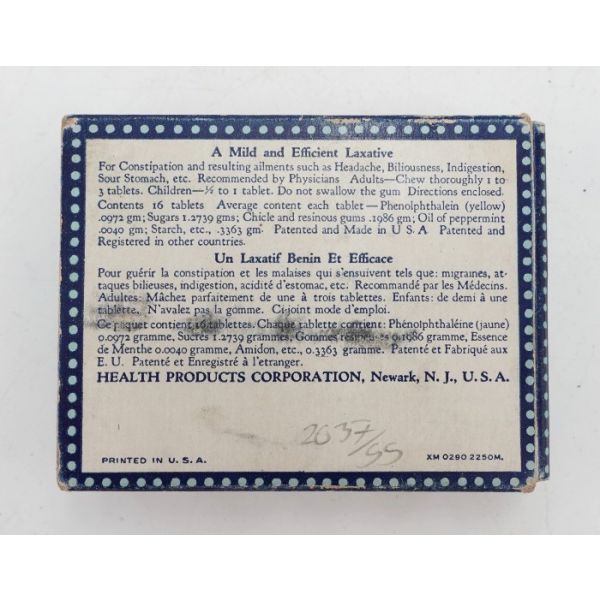 A Mild and Efficient Laxative
For Constipation and resulting ailments such as Headache, Biliousness, Indigestion,
Sour Stomach, etc. Recommended by Physicians Adults—Chew thoroughly 1 to
3 tablets. Children—½ to 1 tablet. Do not swallow the gum Directions enclosed.
Contents 16 tablets Average content each tablet—Phenolphthalein (yellow)
.0972 gm; Sugars 1.2739 gms; Chicle and resinous gums .1986 gm; Oil of peppermint
.0040 gm; Starch, etc., .3363 gm. Patented and Made in U S A Patented and
Registered in other countries.
Un Laxatif Benin Et Efficace
Pour guérir la constipation et les malaises qui s'ensuivent tels que: migraines, at-
taques bilieuses, indigestion, acidité d'estomac, etc. Recommandé par les Médecins.
Adultes: Mâchez parfaitement de une à trois tablettes. Enfants: de demi à une
tablette. N'avalez pas la gomme. Ci joint mode d'emploi.
Ce paquet contient 16 tablettes. Chaque tablette contient: Phénolphthaléine (jaune)
0.0972 gramme, Sucres 1.2739 grammes, Gommes 0.1986 gramme, Essence
de Menthe 0.0040 gramme, Amidon, etc., 0.3363 gramme. Patenté et Fabriqué aux
E. U. Patenté et Enregistré à l'etranger.
HEALTH PRODUCTS CORPORATION, Newark, N. J., U. S. A.
2637/55
PRINTED IN U. S. A.
XM 0290 2250M.